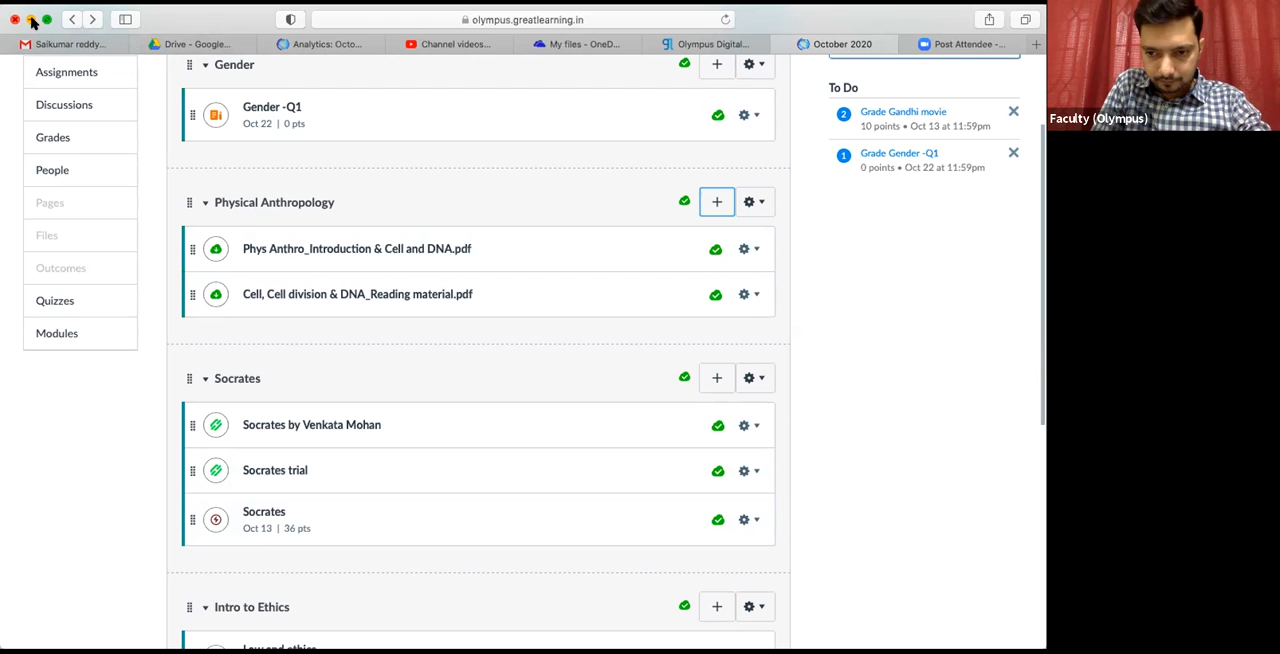 olympus.greatlearning.in
Saikumar reddy...
Drive - Google...
Analytics: Octo...
Channel videos...
My files - OneD...
Olympus Digital...
October 2020
Post Attendee -...
Assignments
Discussions
Grades
People
Pages
Files
Outcomes
Quizzes
Modules
Gender
Gender -Q1
Oct 22 | 0 pts
Physical Anthropology
Phys Anthro_Introduction & Cell and DNA.pdf
Cell, Cell division & DNA_Reading material.pdf
Socrates
Socrates by Venkata Mohan
Socrates trial
Socrates
Oct 13 | 36 pts
Intro to Ethics
Law and ethics
To Do
2 Grade Gandhi movie
10 points • Oct 13 at 11:59pm
1 Grade Gender -Q1
0 points • Oct 22 at 11:59pm
Faculty (Olympus)